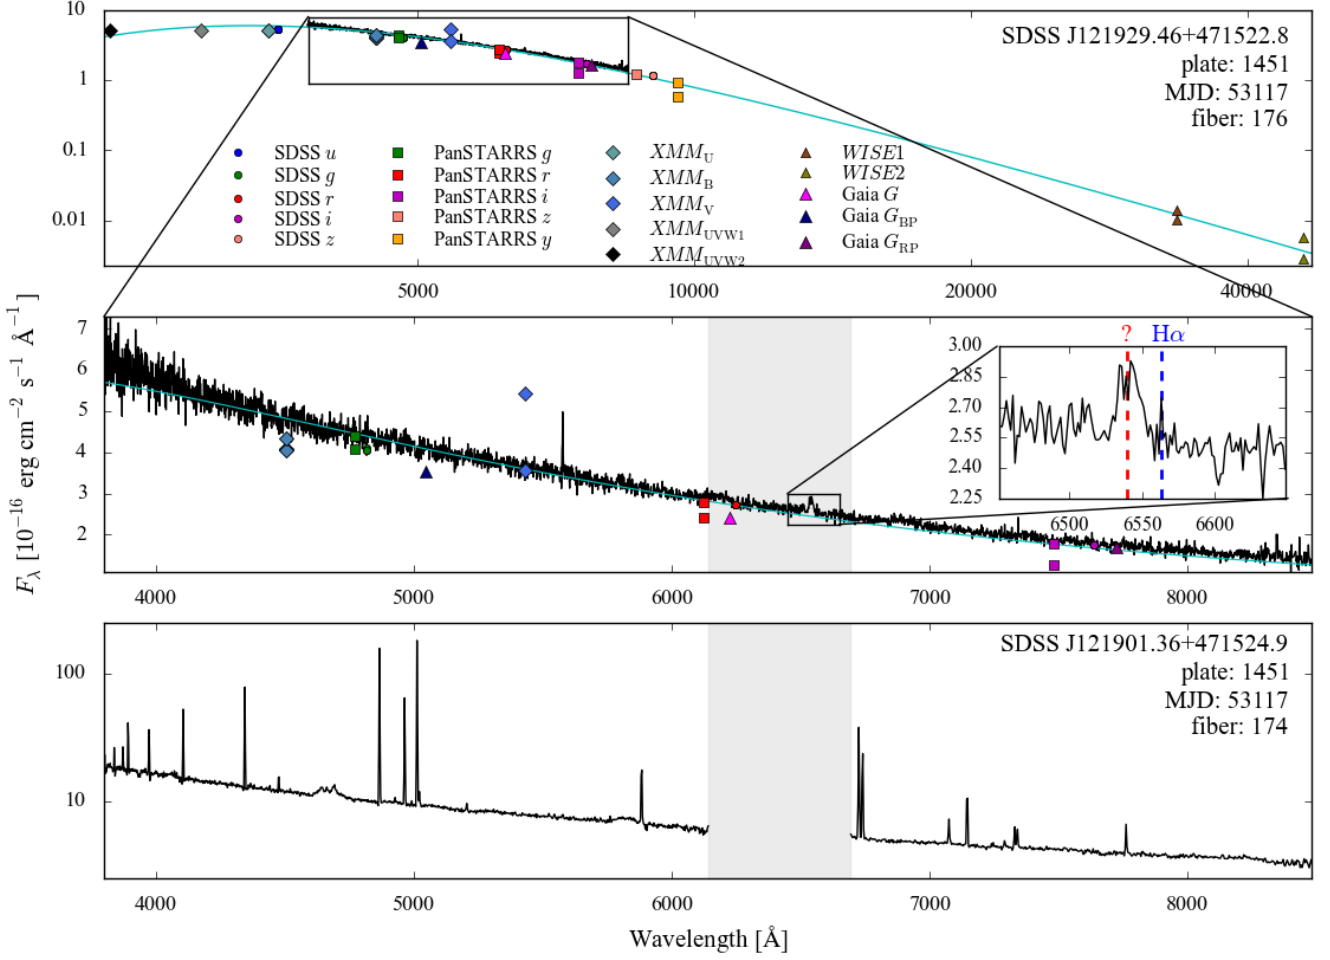 10
1
0.1
0.01
SDSS J121929.46+471522.8
plate: 1451
MJD: 53117
fiber: 176
SDSS u
SDSS g
SDSS r
SDSS i
SDSS z
PanSTARRS g
PanSTARRS r
PanSTARRS i
PanSTARRS z
PanSTARRS y
XMM_U
XMM_B
XMM_V
XMM_UVW1
XMM_UVW2
WISE1
WISE2
Gaia G
Gaia G_BP
Gaia G_RP
5000 10000 20000 40000
F_λ [10⁻¹⁶ erg cm⁻² s⁻¹ Å⁻¹]
7
6
5
4
3
2
? Hα
3.00
2.85
2.70
2.55
2.40
2.25
6500 6550 6600
4000 5000 6000 7000 8000
100
10
SDSS J121901.36+471524.9
plate: 1451
MJD: 53117
fiber: 174
4000 5000 6000 7000 8000
Wavelength [Å]